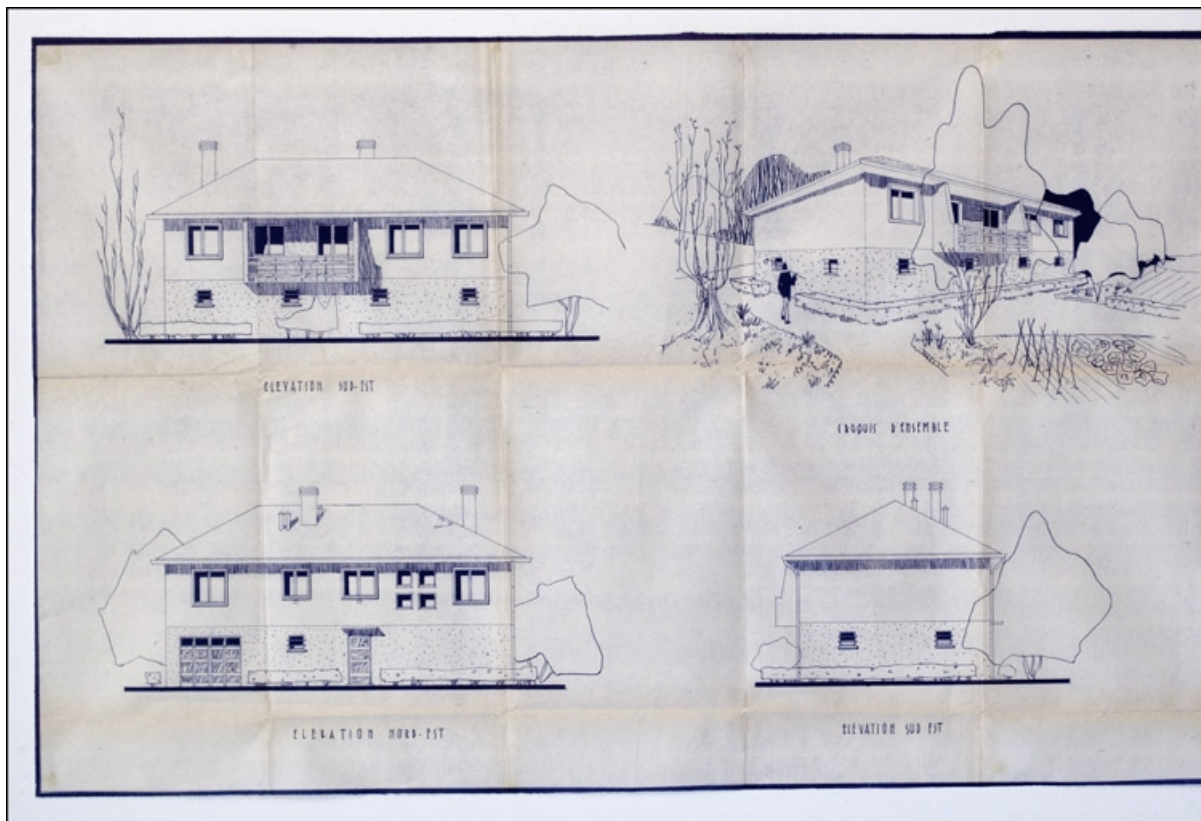 ELEVATION SUD-EST
CROQUIS D'ENSEMBLE
ELEVATION NORD-EST
ELEVATION SUD EST